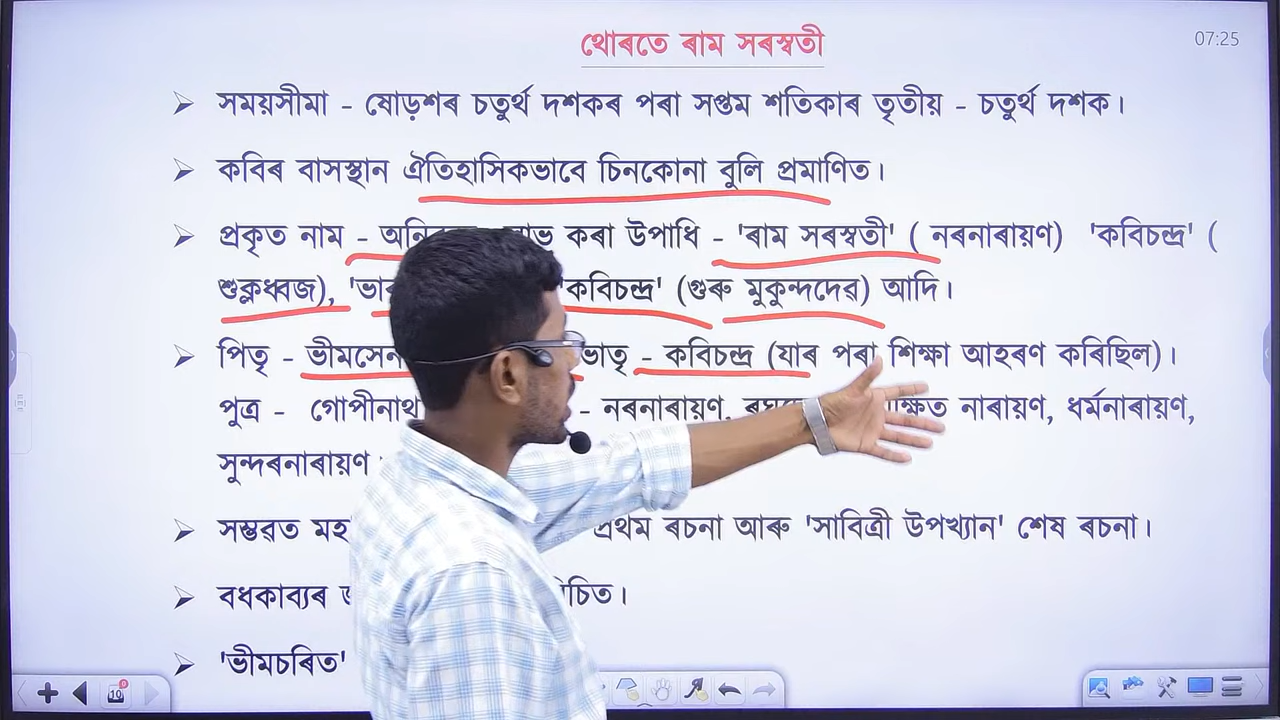 থোৰতে ৰাম সৰস্বতী
07:25
সময়সীমা - ষোড়শৰ চতুৰ্থ দশকৰ পৰা সপ্তম শতিকাৰ তৃতীয় - চতুৰ্থ দশক।
কবিৰ বাসস্থান ঐতিহাসিকভাবে চিনকোনা বুলি প্ৰমাণিত।
প্ৰকৃত নাম - কৰা উপাধি - 'ৰাম সৰস্বতী' ( নৰনাৰায়ণ) 'কবিচন্দ্ৰ' (
শুক্লধ্বজ), 'কবিচন্দ্ৰ' (গুৰু মুকুন্দদেৱ) আদি।
পিতৃ - ভীমসেন ভাতৃ - কবিচন্দ্ৰ (যাৰ পৰা শিক্ষা আহৰণ কৰিছিল)।
পুত্ৰ - গোপীনাথ - নৰনাৰায়ণ, নাৰায়ণ, ধৰ্মনাৰায়ণ,
সুন্দৰনাৰায়ণ
সম্ভৱত প্ৰথম ৰচনা আৰু 'সাবিত্ৰী উপখ্যান' শেষ ৰচনা।
বধকাব্যৰ
'ভীমচৰিত'
10